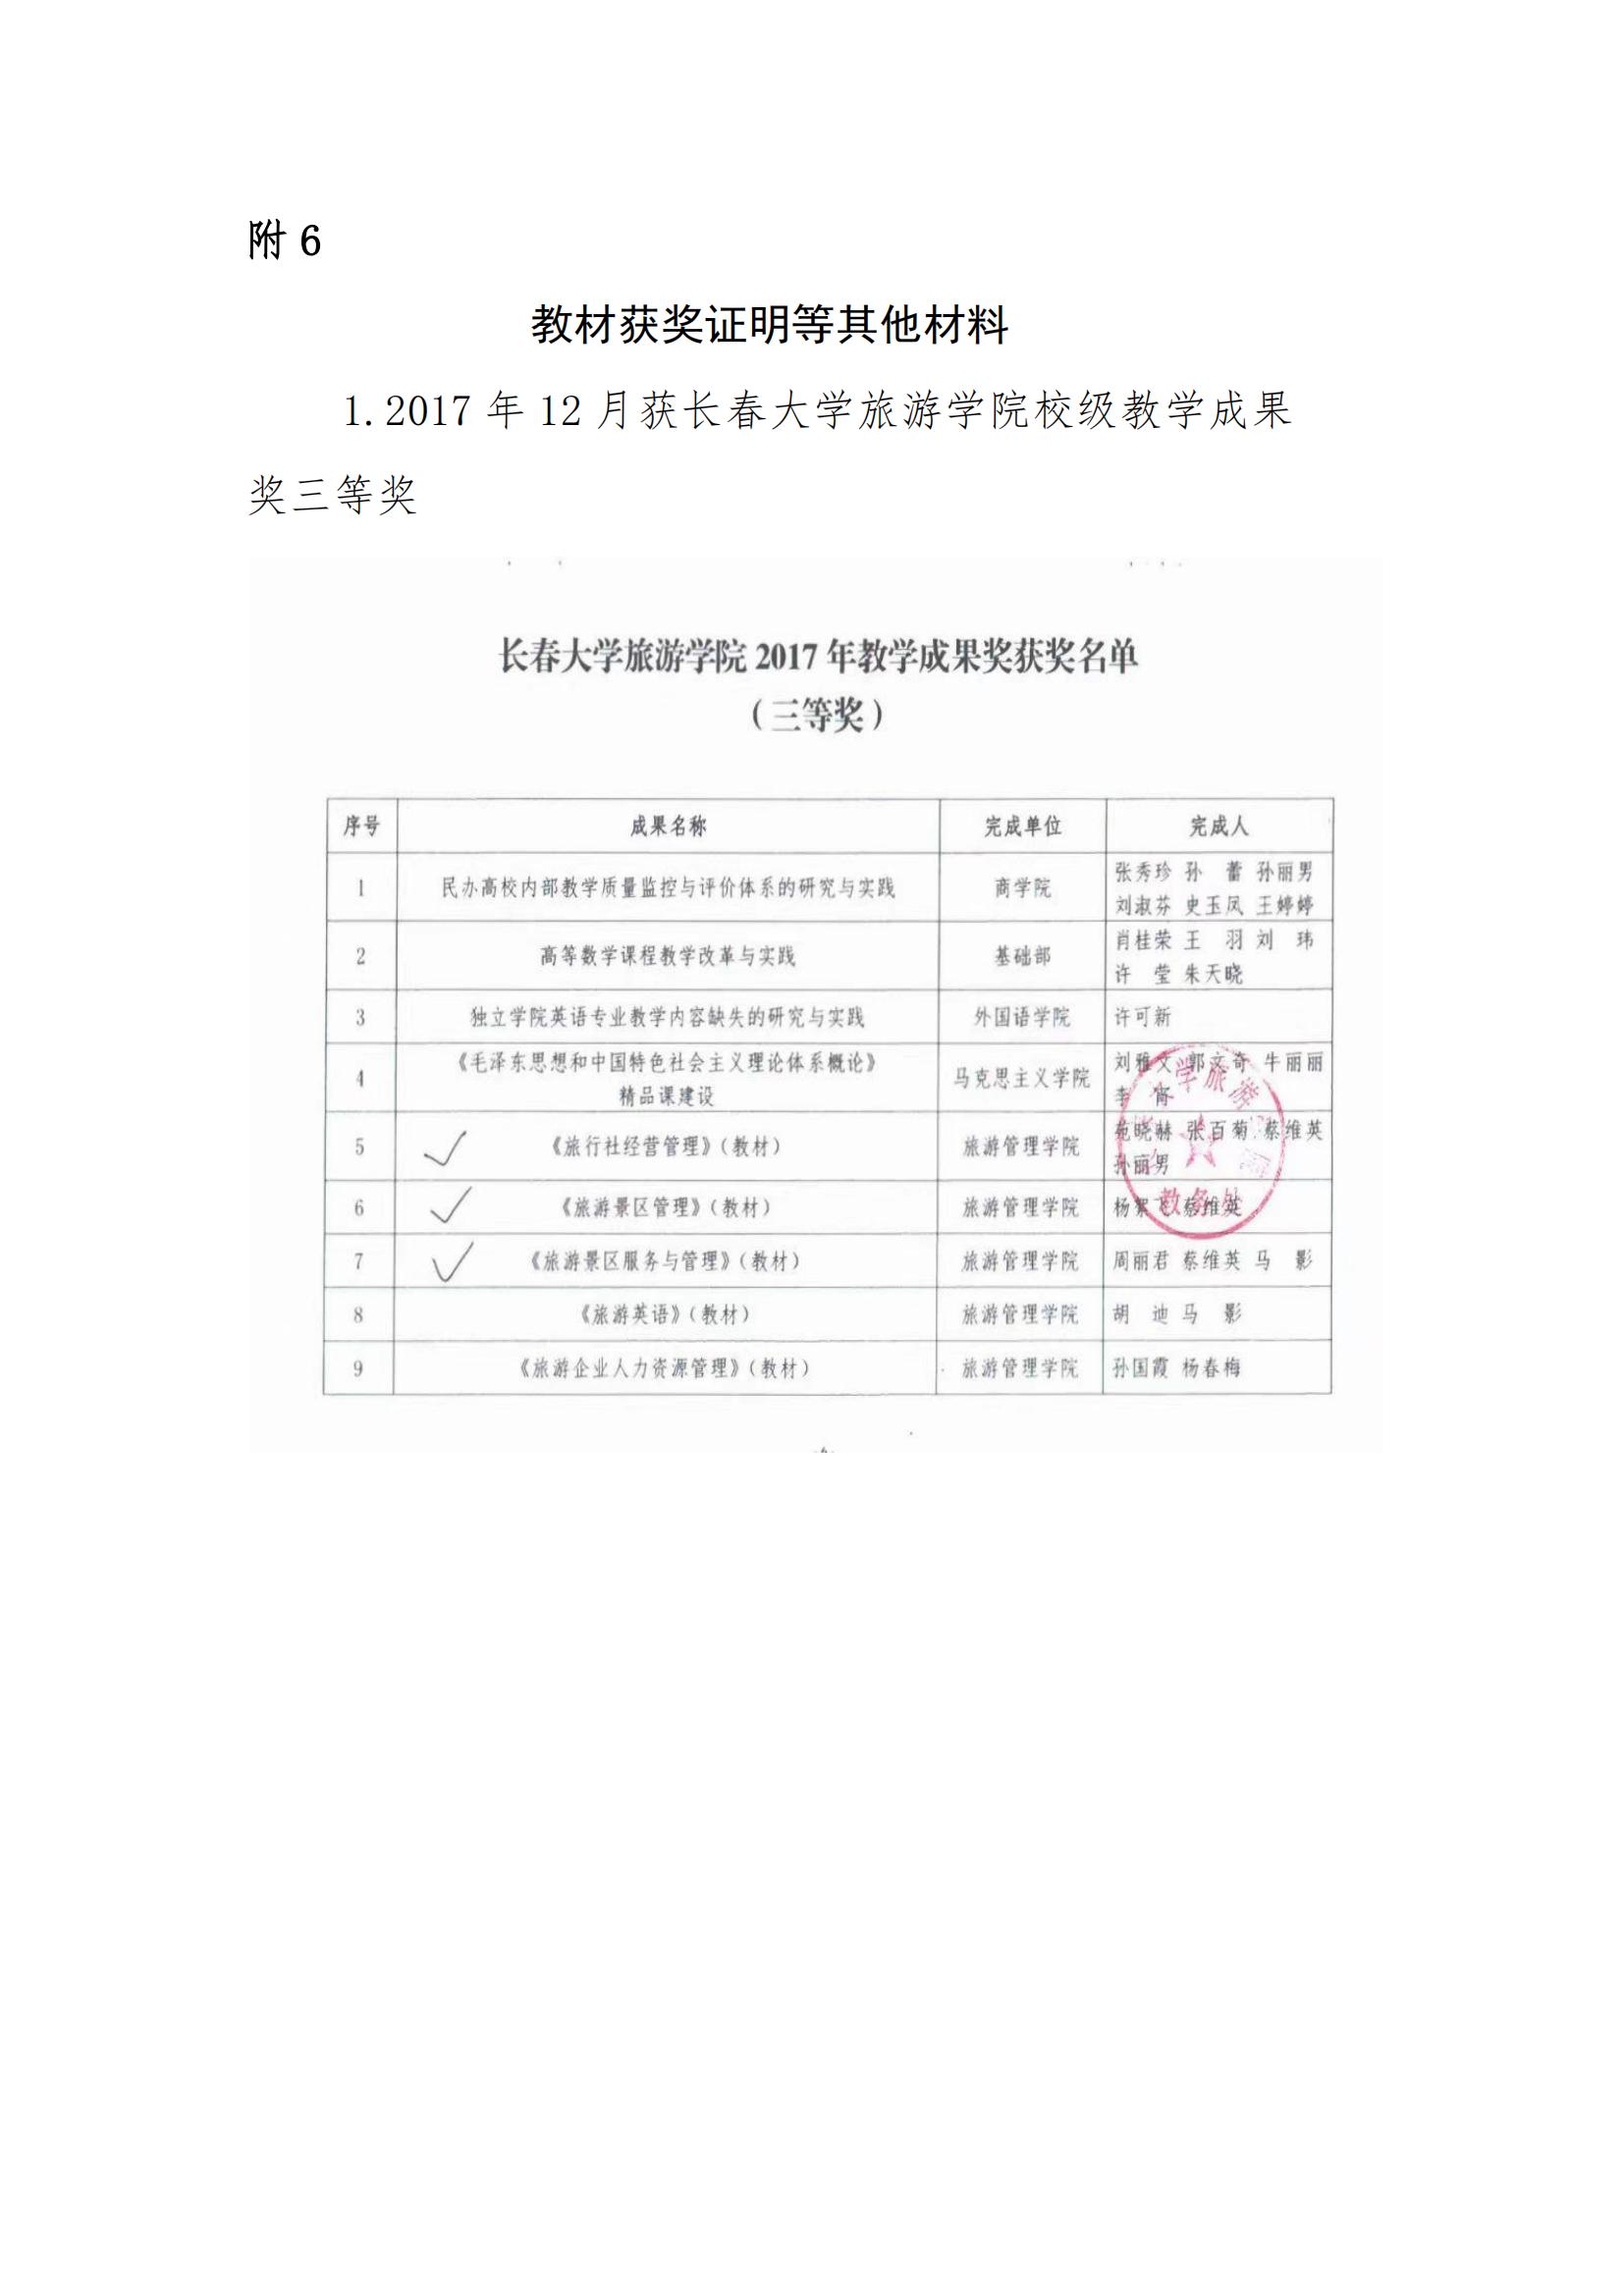 附 6
教材获奖证明等其他材料
1.2017 年 12 月获长春大学旅游学院校级教学成果
奖三等奖
长春大学旅游学院 2017 年教学成果奖获奖名单
（三等奖）
序号 成果名称 完成单位 完成人
1 民办高校内部教学质量监控与评价体系的研究与实践 商学院 张秀珍 孙 蕾 孙丽男
刘淑芬 史玉凤 王婷婷
2 高等数学课程教学改革与实践 基础部 肖桂荣 王 羽 刘 玮
许 莹 朱天晓
3 独立学院英语专业教学内容缺失的研究与实践 外国语学院 许可新
4 《毛泽东思想和中国特色社会主义理论体系概论》
精品课建设 马克思主义学院 刘雅文 郭文奇 牛丽丽
李 

5 《旅行社经营管理》（教材） 旅游管理学院 苑晓赫 张百菊 蔡维英
孙丽男
6 《旅游景区管理》（教材） 旅游管理学院 杨絮飞 蔡维英
7 《旅游景区服务与管理》（教材） 旅游管理学院 周丽君 蔡维英 马 影
8 《旅游英语》（教材） 旅游管理学院 胡 迪 马 影
9 《旅游企业人力资源管理》（教材） 旅游管理学院 孙国霞 杨春梅
学旅游
教务处